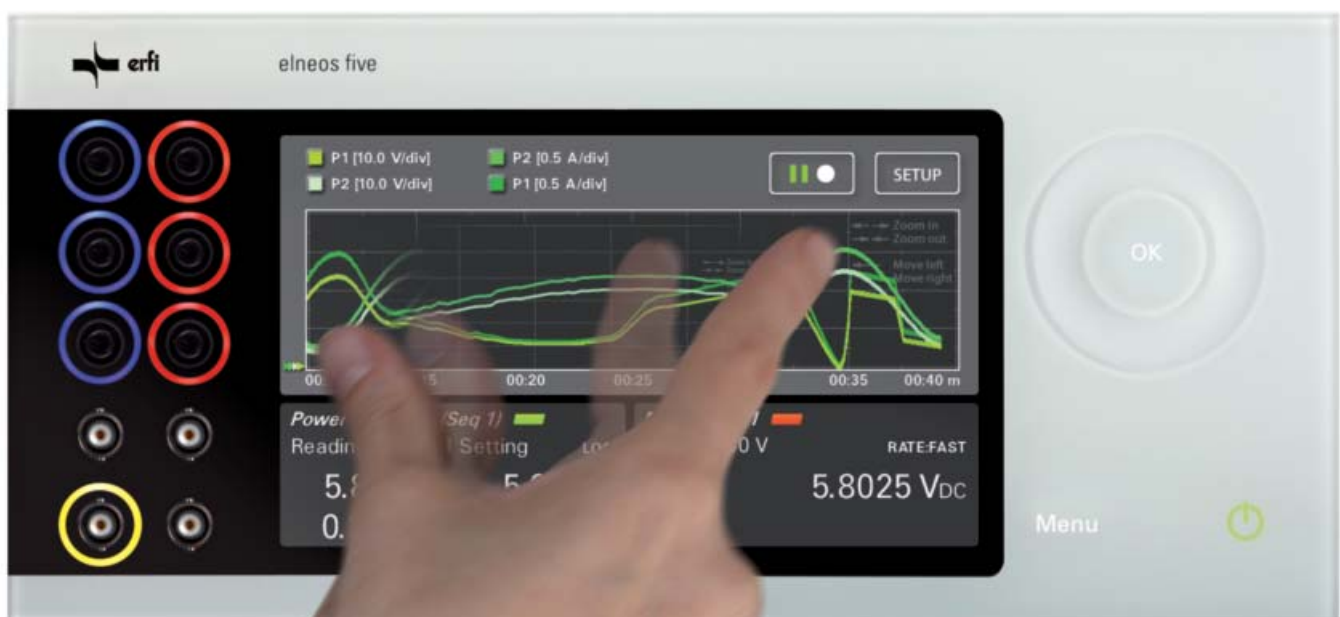 erfi
elneos five
P1 [10.0 V/div] P2 [0.5 A/div]
P2 [10.0 V/div] P1 [0.5 A/div]
SETUP
Zoom in
Zoom out
Move left
Move right
OK
00:20 00:25 00:35 00:40 m
Power (Seq 1)
Setting
0 V RATE:FAST
5.8025 VDC
0.
Menu